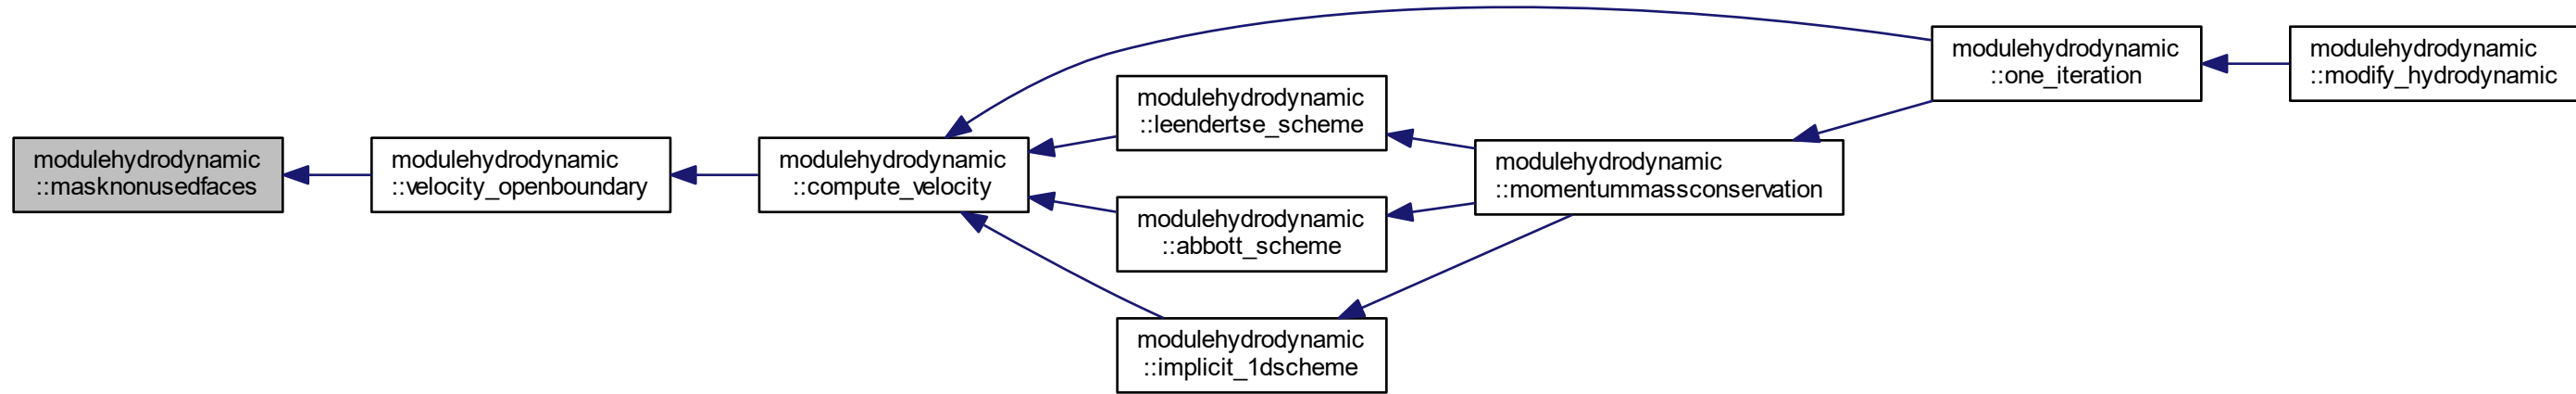 modulehydrodynamic
::masknonusedfaces
modulehydrodynamic
::velocity_openboundary
modulehydrodynamic
::compute_velocity
modulehydrodynamic
::leendertse_scheme
modulehydrodynamic
::abbott_scheme
modulehydrodynamic
::implicit_1dscheme
modulehydrodynamic
::momentummassconservation
modulehydrodynamic
::one_iteration
modulehydrodynamic
::modify_hydrodynamic